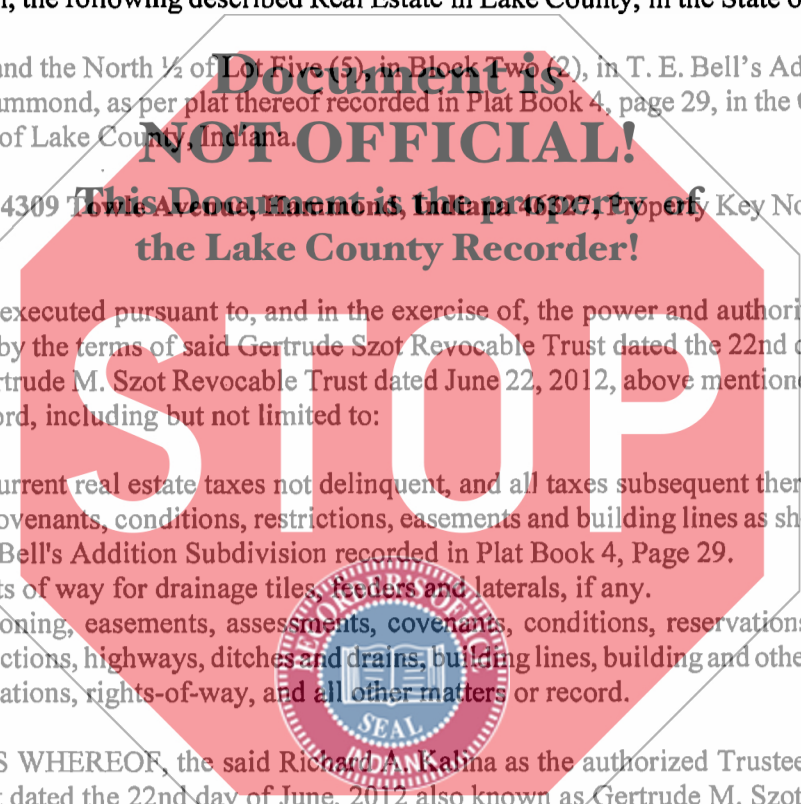 the following described Real Estate in Lake County, in the State o
and the North ½ of Lot Five (5), in Block Two (2), in T. E. Bell's Ad
ummond, as per plat thereof recorded in Plat Book 4, page 29, in the
of Lake County, Indiana.
Document is
NOT OFFICIAL!
4309 Towle Avenue, Hammond, Indiana 46327, Property Key No
This Document is the property of
the Lake County Recorder!
executed pursuant to, and in the exercise of, the power and authori
by the terms of said Gertrude Szot Revocable Trust dated the 22nd
rtrude M. Szot Revocable Trust dated June 22, 2012, above mention
ord, including but not limited to:
STOP
urrent real estate taxes not delinquent, and all taxes subsequent ther
ovenants, conditions, restrictions, easements and building lines as sh
Bell's Addition Subdivision recorded in Plat Book 4, Page 29.
ts of way for drainage tiles, feeders and laterals, if any.
oning, easements, assessments, covenants, conditions, reservations
ctions, highways, ditches and drains, building lines, building and othe
ations, rights-of-way, and all other matters or record.
RECORDER'S OFFICE
SEAL
INDIANA
S WHEREOF, the said Richard A. Kalina as the authorized Trustee
dated the 22nd day of June, 2012 also known as Gertrude M. Szot